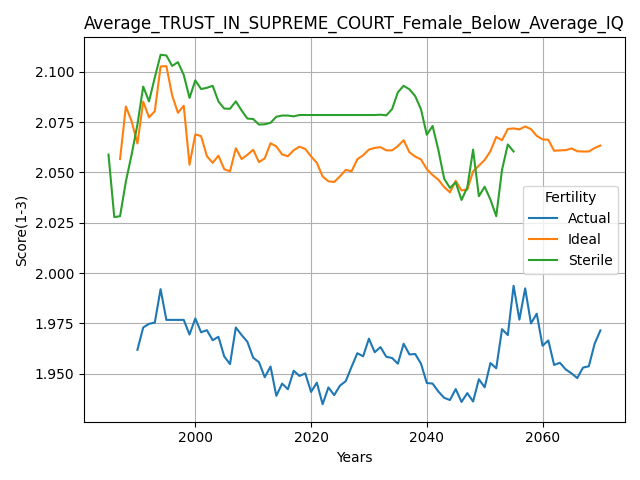 Average_TRUST_IN_SUPREME_COURT_Female_Below_Average_IQ
Score(1-3)
2.100
2.075
2.050
2.025
2.000
1.975
1.950
Fertility
Actual
Ideal
Sterile
2000
2020
2040
2060
Years